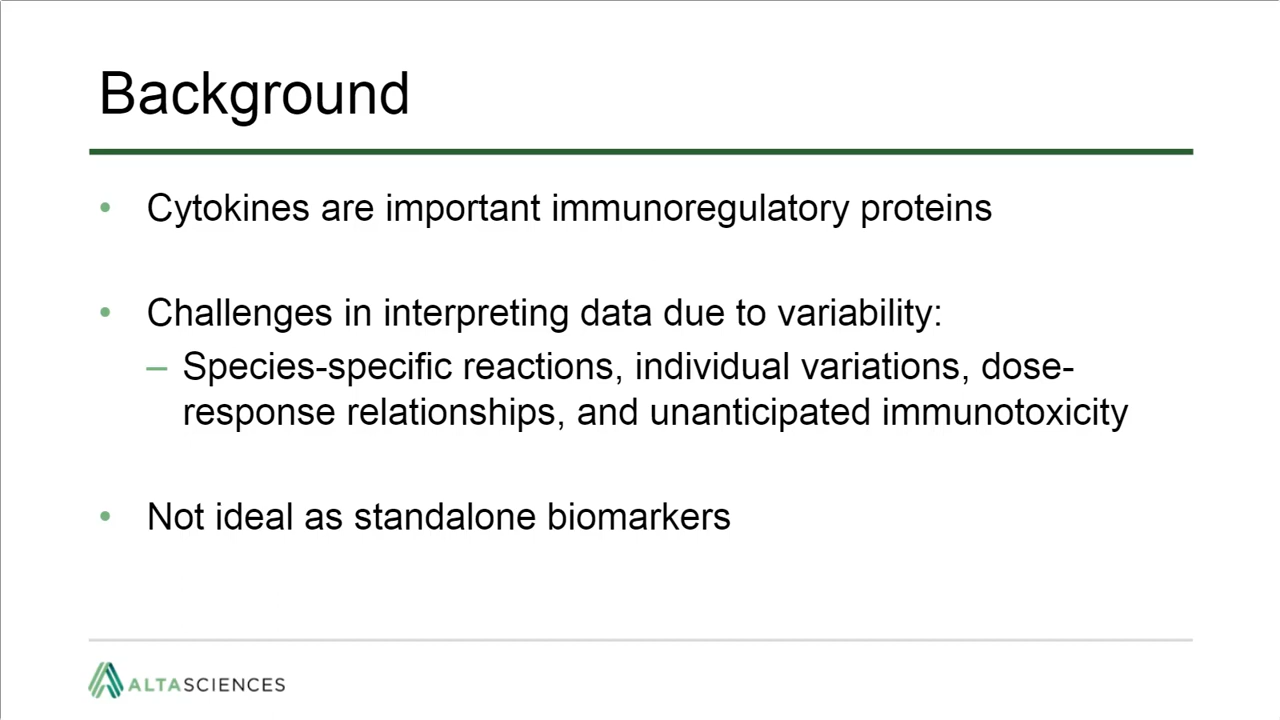 Background
• Cytokines are important immunoregulatory proteins
• Challenges in interpreting data due to variability:
– Species-specific reactions, individual variations, dose-
response relationships, and unanticipated immunotoxicity
• Not ideal as standalone biomarkers
ALTASCIENCES